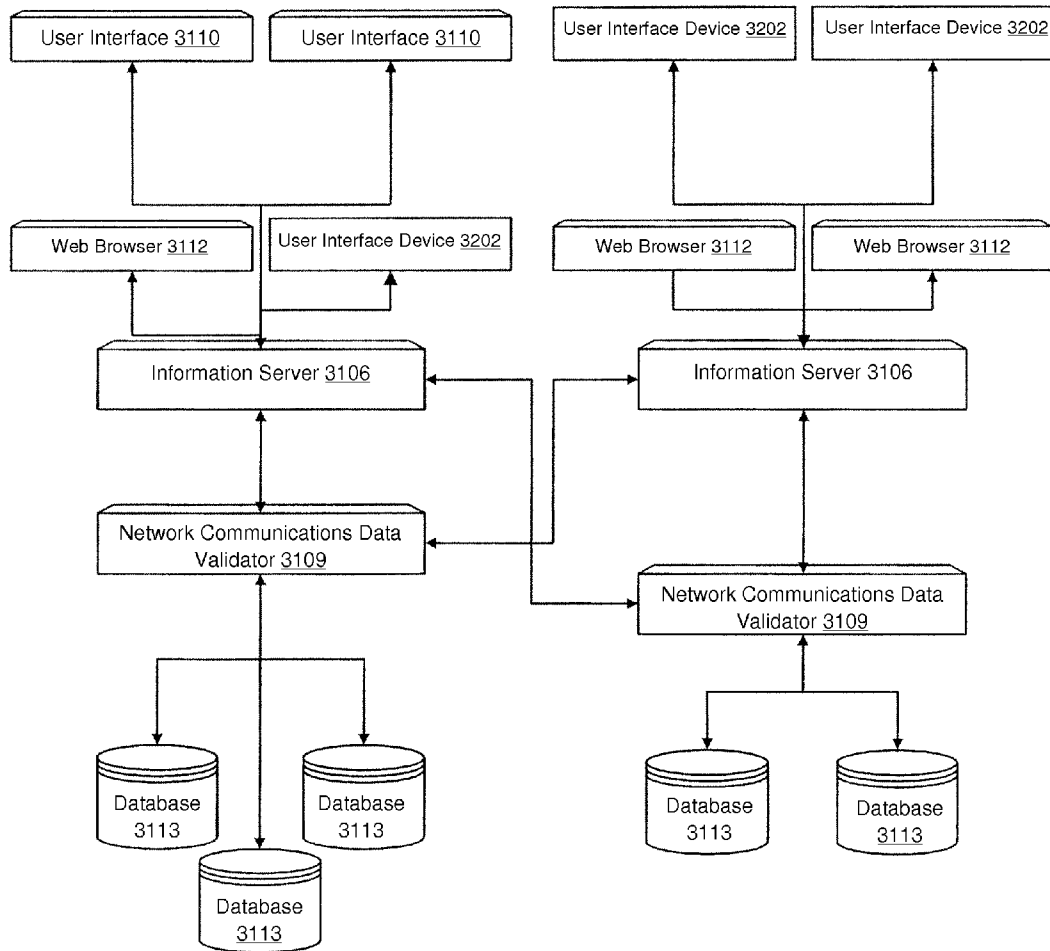 User Interface 3110
User Interface 3110
User Interface Device 3202
User Interface Device 3202
Web Browser 3112
User Interface Device 3202
Web Browser 3112
Web Browser 3112
Information Server 3106
Information Server 3106
Network Communications Data
Validator 3109
Network Communications Data
Validator 3109
Database
3113
Database
3113
Database
3113
Database
3113
Database
3113